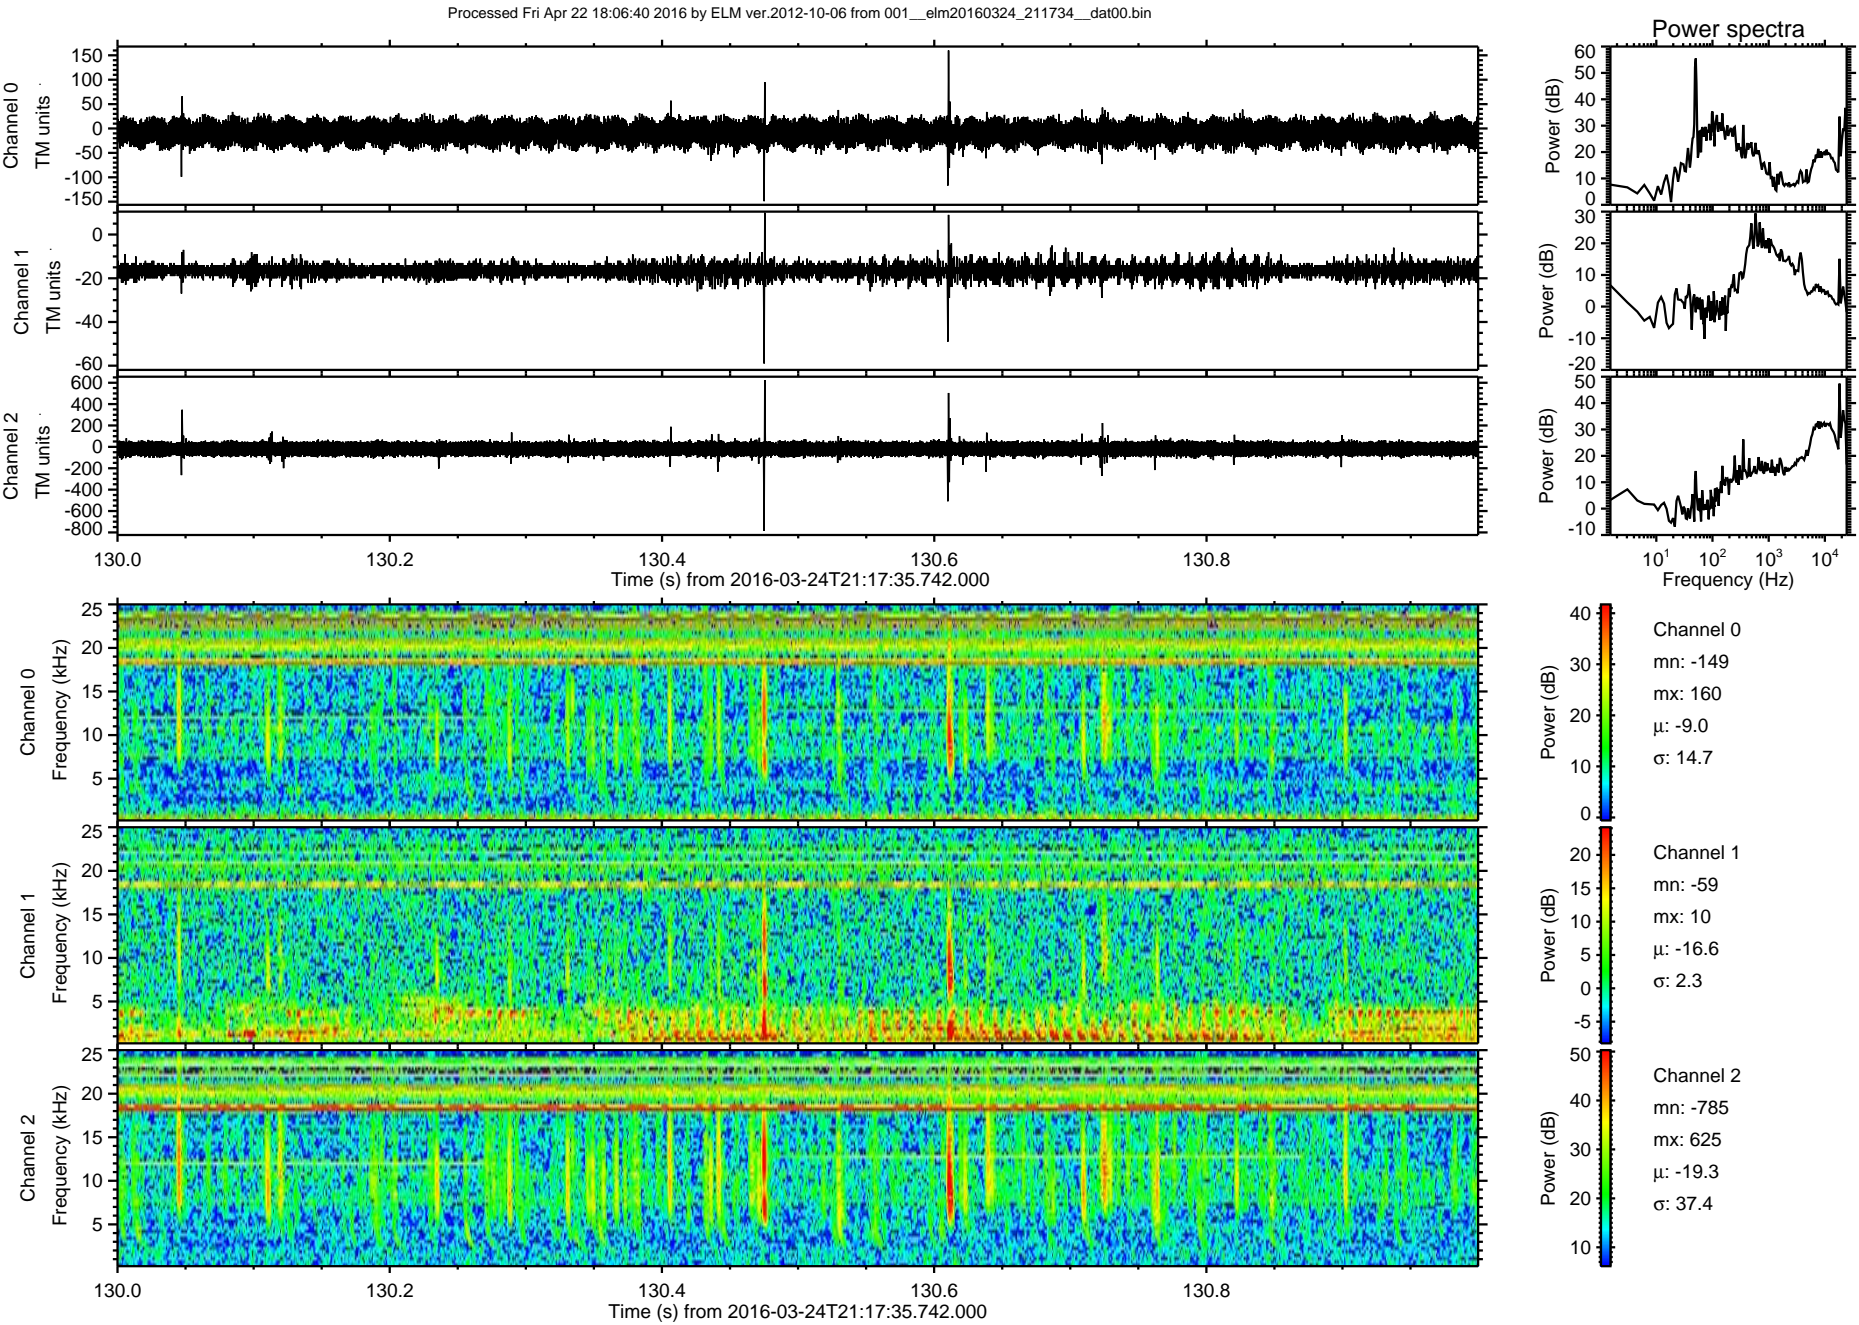 Processed Fri Apr 22 18:06:40 2016 by ELM ver.2012-10-06 from 001__elm20160324_211734__dat00.bin
Power spectra
Channel 0
TM units
150
100
50
0
-50
-100
-150
Power (dB)
60
50
40
30
20
10
0
Channel 1
TM units
0
-20
-40
-60
Power (dB)
30
20
10
0
-10
-20
Channel 2
TM units
600
400
200
0
-200
-400
-600
-800
Power (dB)
50
40
30
20
10
0
-10
130.0 130.2 130.4 130.6 130.8
Time (s) from 2016-03-24T21:17:35.742.000
10¹ 10² 10³ 10⁴
Frequency (Hz)
Channel 0
Frequency (kHz)
25
20
15
10
5
Power (dB)
40
30
20
10
0
Channel 0
mn: -149
mx: 160
μ: -9.0
σ: 14.7
Channel 1
Frequency (kHz)
25
20
15
10
5
Power (dB)
20
15
10
5
0
-5
Channel 1
mn: -59
mx: 10
μ: -16.6
σ: 2.3
Channel 2
Frequency (kHz)
25
20
15
10
5
Power (dB)
50
40
30
20
10
Channel 2
mn: -785
mx: 625
μ: -19.3
σ: 37.4
130.0 130.2 130.4 130.6 130.8
Time (s) from 2016-03-24T21:17:35.742.000